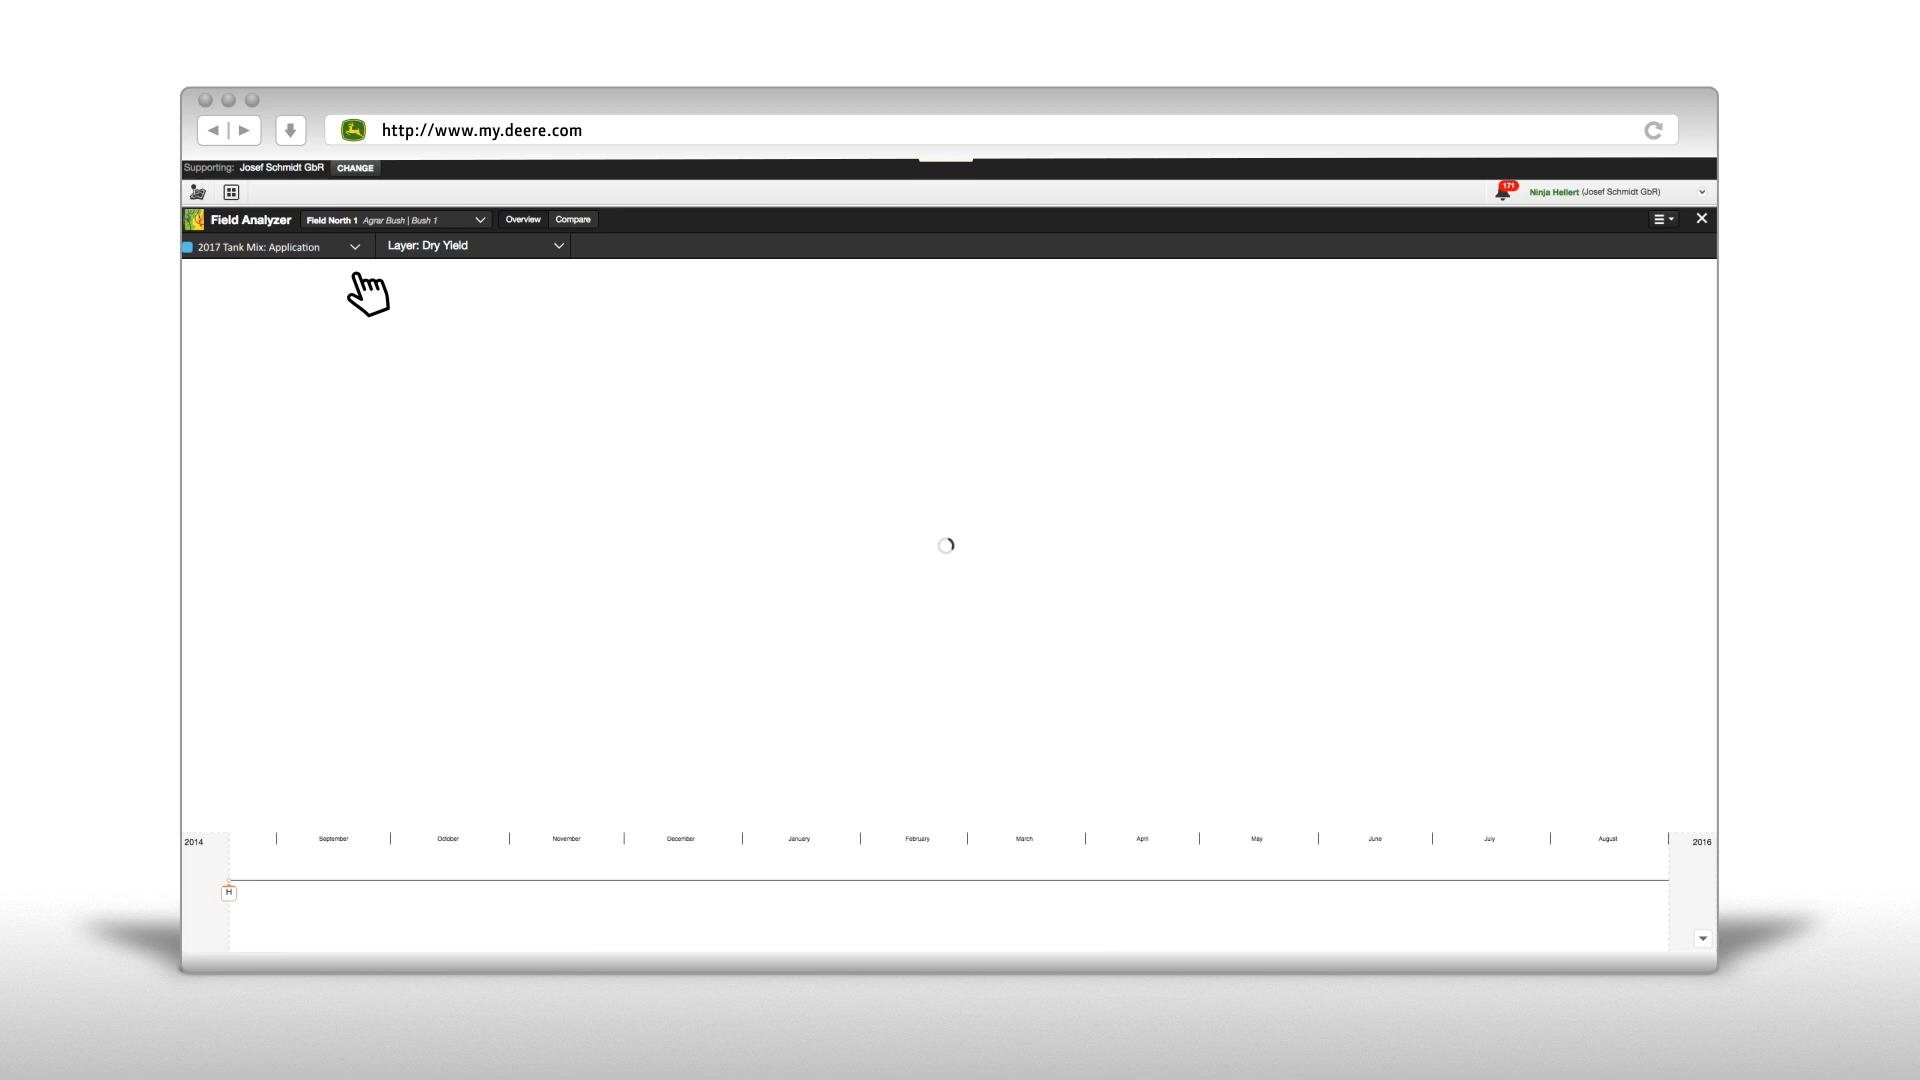 http://www.my.deere.com
Supporting: Josef Schmidt GbR CHANGE
171 Ninja Hellert (Josef Schmidt GbR)
Field Analyzer Field North 1 Agrar Bush | Bush 1 Overview Compare
2017 Tank Mix: Application Layer: Dry Yield
2014 September October November December January February March April May June July August 2016
H